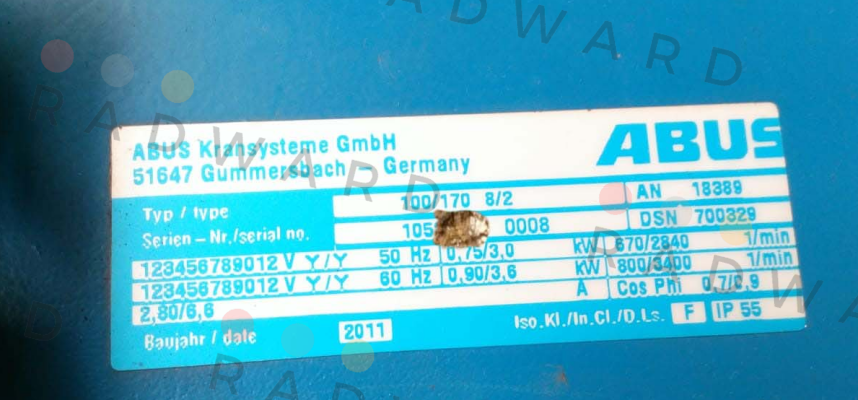 RADWARD
RADWARD
ABUS Kransysteme GmbH
51647 Gummersbach – Germany
ABUS
Typ / type 100/170 8/2 AN 18389
Serien-Nr./serial no. 105 0008 DSN 700329
123456789012 V Y/Y 50 Hz 0,75/3,0 kW 670/2840 1/min
123456789012 V Y/Y 60 Hz 0,90/3,6 kW 800/3400 1/min
2,80/6,6 A Cos Phi 0,7/0,9
Baujahr / date 2011 Iso.Kl./In.Cl./D.Ls. F IP 55
RADWARD